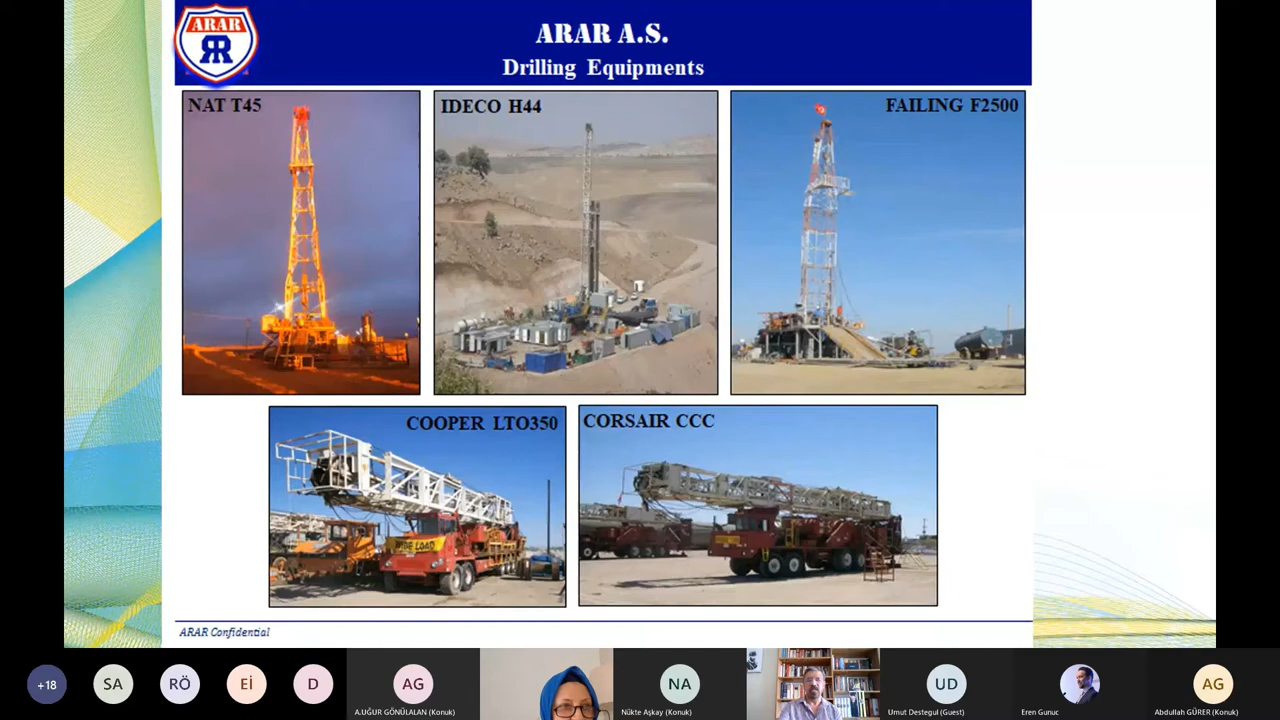 ARAR
RR
ARAR A.S.
Drilling Equipments
NAT T45
IDECO H44
FAILING F2500
COOPER LTO350
WIDE LOAD
CORSAIR CCC
ARAR Confidential
+18
SA
RÖ
Eİ
D
AG
A.UĞUR GÖNÜLALAN (Konuk)
NA
Nükte Aşkay (Konuk)
UD
Umut Destegul (Guest)
Eren Gunuc
AG
Abdullah GÜRER (Konuk)